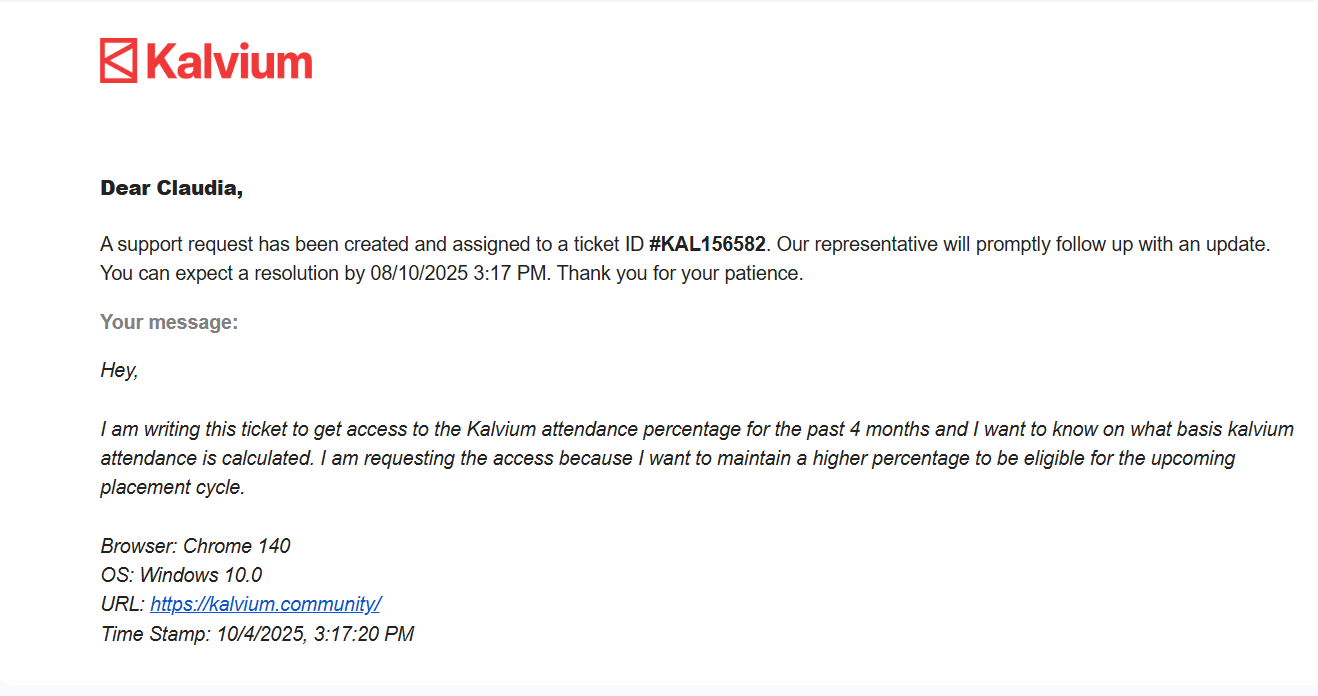 Kalvium
Dear Claudia,
A support request has been created and assigned to a ticket ID #KAL156582. Our representative will promptly follow up with an update.
You can expect a resolution by 08/10/2025 3:17 PM. Thank you for your patience.
Your message:
Hey,
I am writing this ticket to get access to the Kalvium attendance percentage for the past 4 months and I want to know on what basis kalvium
attendance is calculated. I am requesting the access because I want to maintain a higher percentage to be eligible for the upcoming
placement cycle.
Browser: Chrome 140
OS: Windows 10.0
URL: https://kalvium.community/
Time Stamp: 10/4/2025, 3:17:20 PM